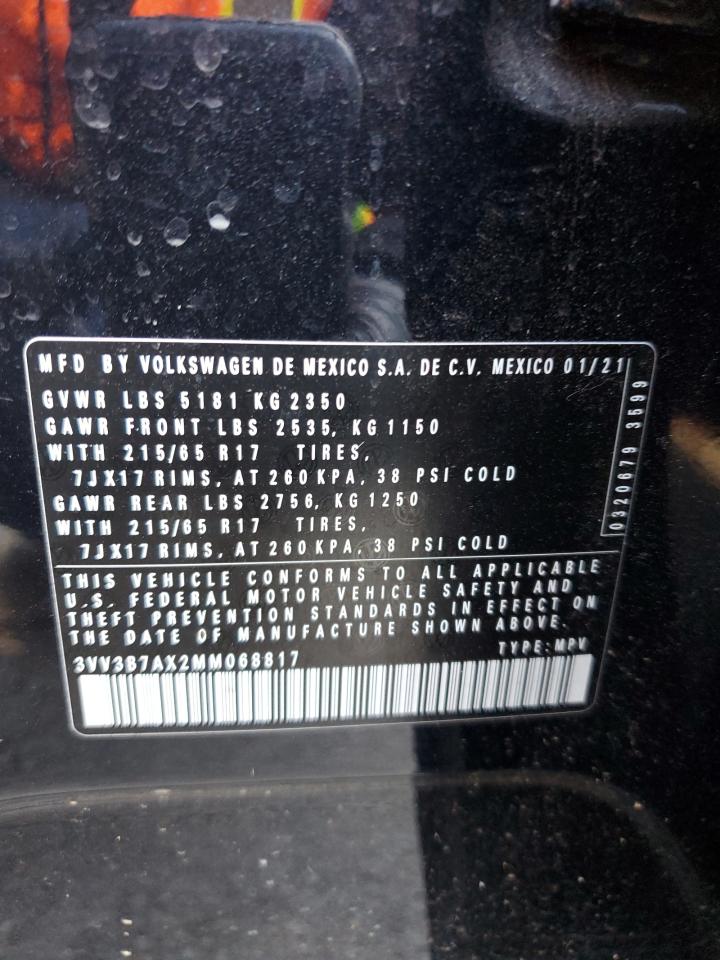 MFD BY VOLKSWAGEN DE MEXICO S.A. DE C.V. MEXICO 01/21
GVWR LBS 5181 KG 2350
GAWR FRONT LBS 2535, KG 1150
WITH 215/65 R17 TIRES,
7JX17 RIMS, AT 260 KPA, 38 PSI COLD
GAWR REAR LBS 2756, KG 1250
WITH 215/65 R17 TIRES,
7JX17 RIMS, AT 260 KPA, 38 PSI COLD
0320679 3599
THIS VEHICLE CONFORMS TO ALL APPLICABLE
U.S. FEDERAL MOTOR VEHICLE SAFETY AND
THEFT PREVENTION STANDARDS IN EFFECT ON
THE DATE OF MANUFACTURE SHOWN ABOVE.
3VV3B7AX2MM068817 TYPE: MPV